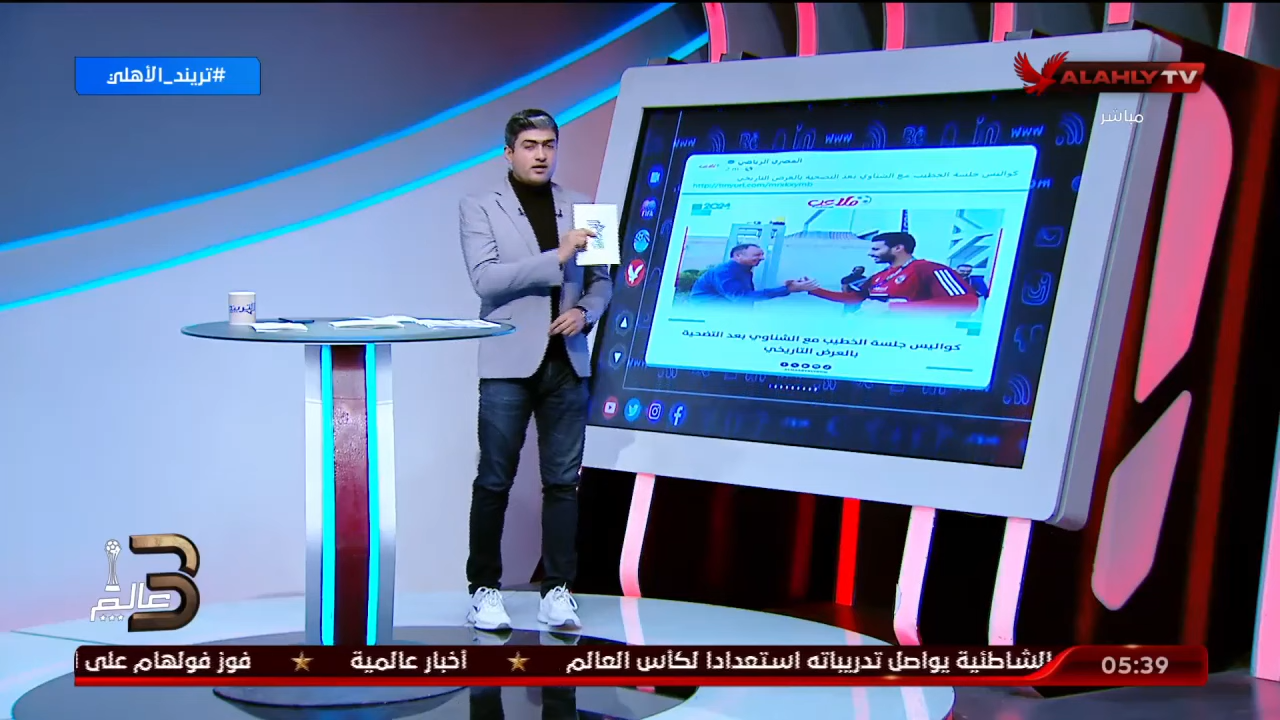 #تريند_الأهلي
ALAHLY TV
مباشر
المصري الرياضي
كواليس جلسة الخطيب مع الشناوي بعد التضحية بالعرض التاريخي
ملاعب
2024
كواليس جلسة الخطيب مع الشناوي بعد التضحية
بالعرض التاريخي
عالم
3
الشاطئية يواصل تدريباته استعدادا لكأس العالم ★ أخبار عالمية ★ فوز فولهام على
05:39